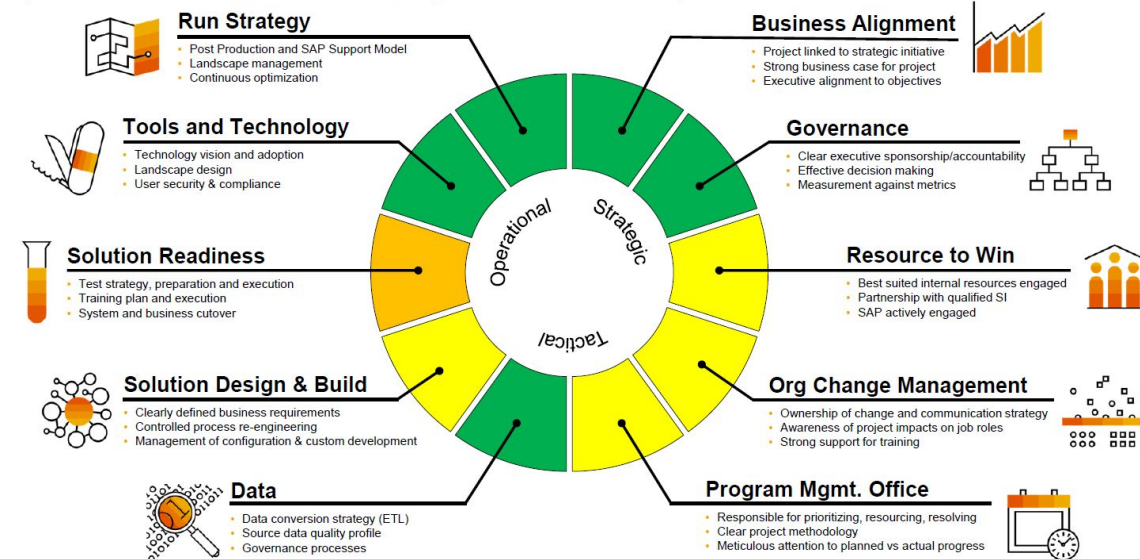 Run Strategy
• Post Production and SAP Support Model
• Landscape management
• Continuous optimization
Business Alignment
• Project linked to strategic initiative
• Strong business case for project
• Executive alignment to objectives
Tools and Technology
• Technology vision and adoption
• Landscape design
• User security & compliance
Governance
• Clear executive sponsorship/accountability
• Effective decision making
• Measurement against metrics
Operational
Strategic
Tactical
Solution Readiness
• Test strategy, preparation and execution
• Training plan and execution
• System and business cutover
Resource to Win
• Best suited internal resources engaged
• Partnership with qualified SI
• SAP actively engaged
Solution Design & Build
• Clearly defined business requirements
• Controlled process re-engineering
• Management of configuration & custom development
Org Change Management
• Ownership of change and communication strategy
• Awareness of project impacts on job roles
• Strong support for training
Data
• Data conversion strategy (ETL)
• Source data quality profile
• Governance processes
Program Mgmt. Office
• Responsible for prioritizing, resourcing, resolving
• Clear project methodology
• Meticulous attention to planned vs actual progress